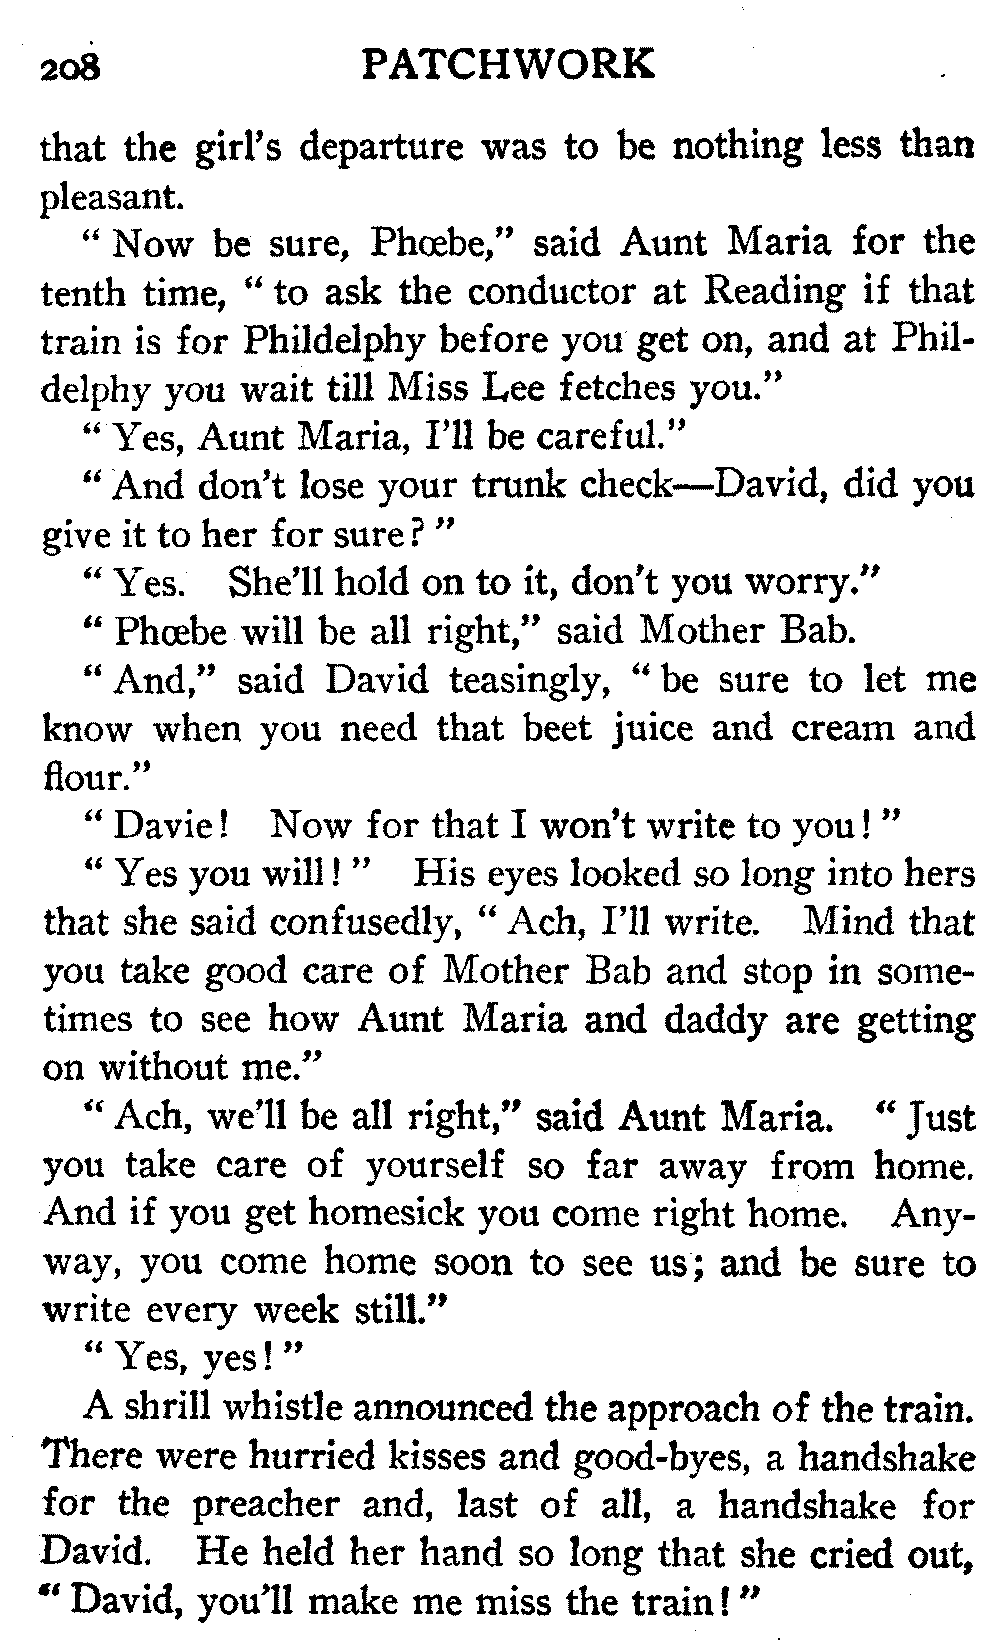 208 PATCHWORK
that the girl's departure was to be nothing less than
pleasant.
" Now be sure, Phœbe," said Aunt Maria for the
tenth time, " to ask the conductor at Reading if that
train is for Phildelphy before you get on, and at Phil-
delphy you wait till Miss Lee fetches you."
" Yes, Aunt Maria, I'll be careful."
" And don't lose your trunk check—David, did you
give it to her for sure? "
" Yes. She'll hold on to it, don't you worry."
" Phœbe will be all right," said Mother Bab.
" And," said David teasingly, " be sure to let me
know when you need that beet juice and cream and
flour."
" Davie! Now for that I won't write to you! "
" Yes you will! " His eyes looked so long into hers
that she said confusedly, " Ach, I'll write. Mind that
you take good care of Mother Bab and stop in some-
times to see how Aunt Maria and daddy are getting
on without me."
" Ach, we'll be all right," said Aunt Maria. " Just
you take care of yourself so far away from home.
And if you get homesick you come right home. Any-
way, you come home soon to see us; and be sure to
write every week still."
" Yes, yes! "
A shrill whistle announced the approach of the train.
There were hurried kisses and good-byes, a handshake
for the preacher and, last of all, a handshake for
David. He held her hand so long that she cried out,
" David, you'll make me miss the train! "